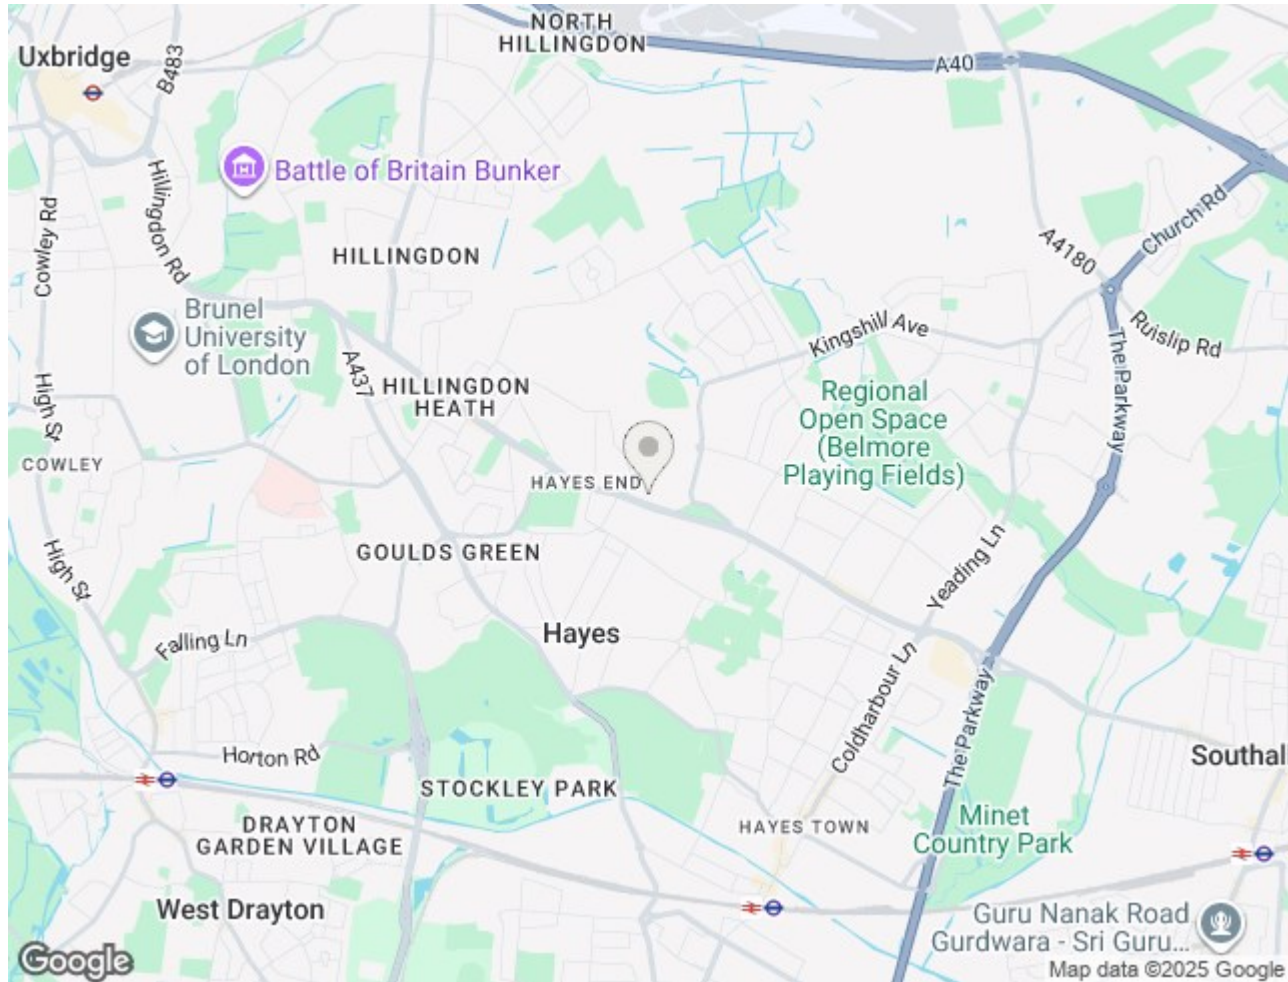 NORTH
HILLINGDON
Uxbridge
B483
A40
Battle of Britain Bunker
Hillingdon Rd
Cowley Rd
Church Rd
HILLINGDON
A4180
Brunel
University
of London
Kingshill Ave
Ruislip Rd
The Parkway
A437
HILLINGDON
HEATH
High St
Regional
Open Space
(Belmore
Playing Fields)
COWLEY
HAYES END
GOULDS GREEN
High St
Yeading Ln
Falling Ln
Hayes
Coldharbour Ln
The Parkway
Horton Rd
Southal
STOCKLEY PARK
DRAYTON
GARDEN VILLAGE
HAYES TOWN
Minet
Country Park
West Drayton
Guru Nanak Road
Gurdwara - Sri Guru...
Google
Map data ©2025 Google